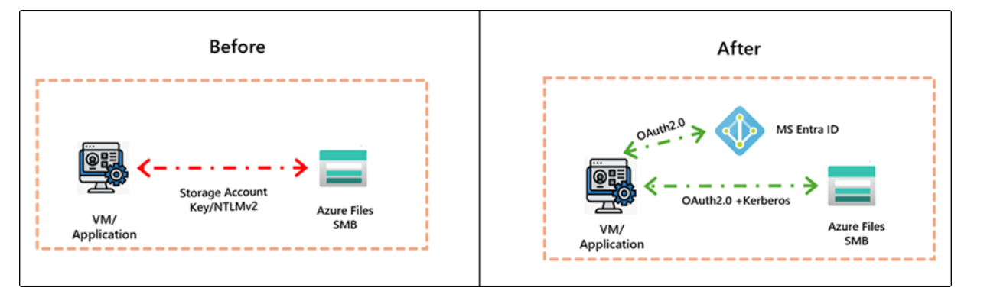 Before
Storage Account
Key/NTLMv2
VM/
Application
Azure Files
SMB
After
OAuth2.0
MS Entra ID
OAuth2.0 +Kerberos
VM/
Application
Azure Files
SMB